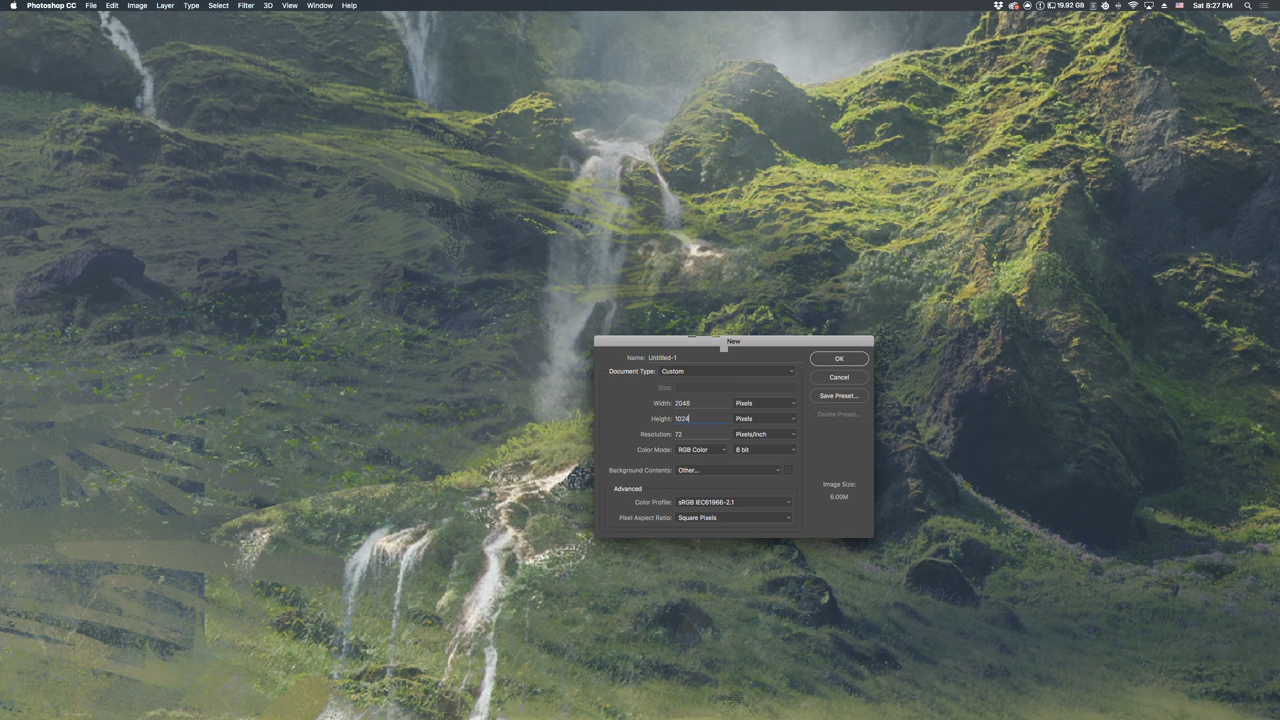 Photoshop CC File Edit Image Layer Type Select Filter 3D View Window Help 19.92 GB Sat 8:27 PM
New
Name: Untitled-1 OK
Document Type: Custom
Cancel
Size:
Save Preset...
Width: 2048 Pixels
Delete Preset...
Height: 1024 Pixels
Resolution: 72 Pixels/Inch
Color Mode: RGB Color 8 bit
Background Contents: Other...
Image Size:
Advanced
6.00M
Color Profile: sRGB IEC61966-2.1
Pixel Aspect Ratio: Square Pixels